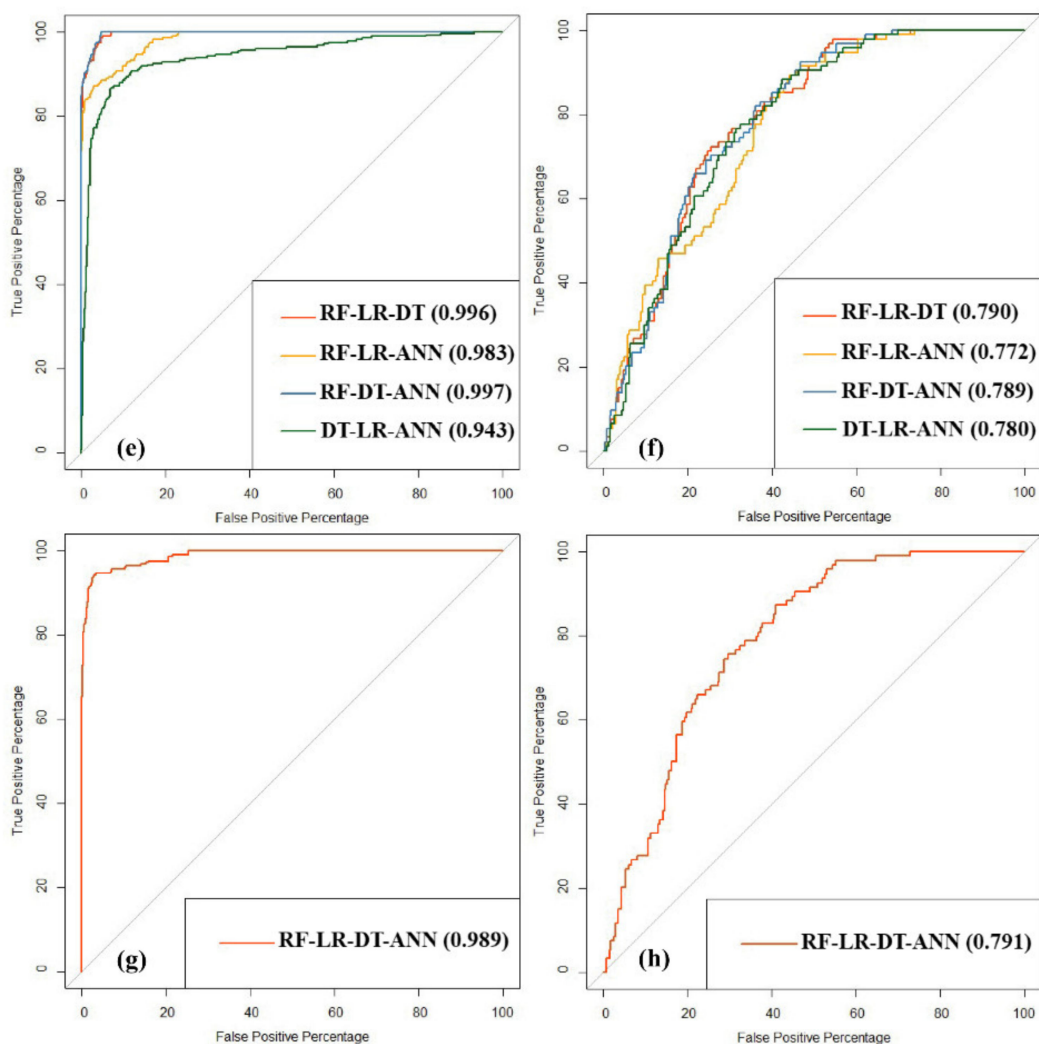 100
80
60
40
20
0
True Positive Percentage
RF-LR-DT (0.996)
RF-LR-ANN (0.983)
RF-DT-ANN (0.997)
DT-LR-ANN (0.943)
(e)
0 20 40 60 80 100
False Positive Percentage
100
80
60
40
20
0
True Positive Percentage
RF-LR-DT (0.790)
RF-LR-ANN (0.772)
RF-DT-ANN (0.789)
DT-LR-ANN (0.780)
(f)
0 20 40 60 80 100
False Positive Percentage
100
80
60
40
20
0
True Positive Percentage
RF-LR-DT-ANN (0.989)
(g)
0 20 40 60 80 100
False Positive Percentage
100
80
60
40
20
0
True Positive Percentage
RF-LR-DT-ANN (0.791)
(h)
0 20 40 60 80 100
False Positive Percentage